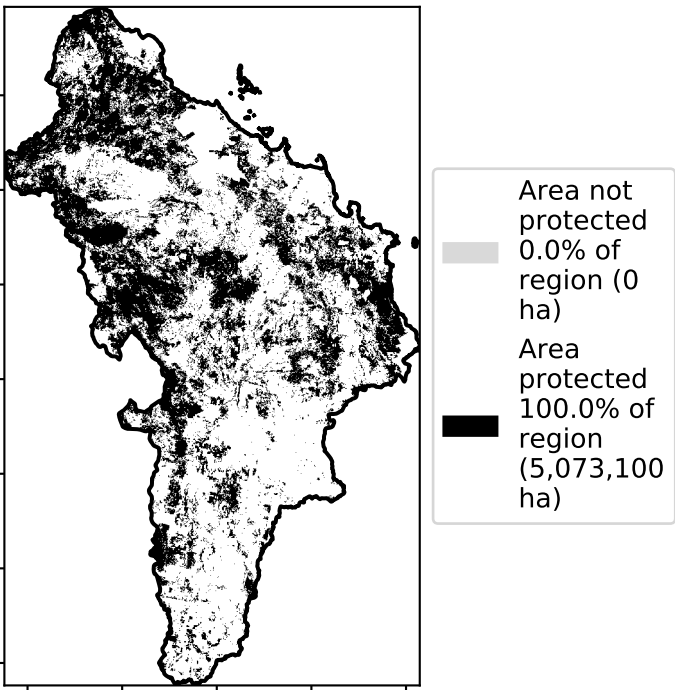 Area not
protected
0.0% of
region (0
ha)
Area
protected
100.0% of
region
(5,073,100
ha)